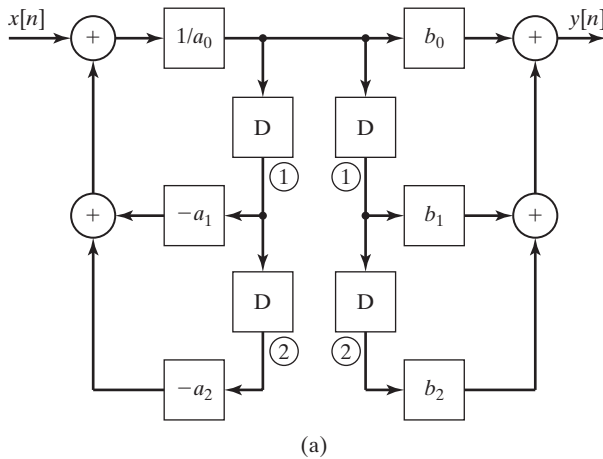 x[n] + 1/a₀ b₀ + y[n]
D D
① ①
+ −a₁ b₁ +
D D
② ②
−a₂ b₂
(a)